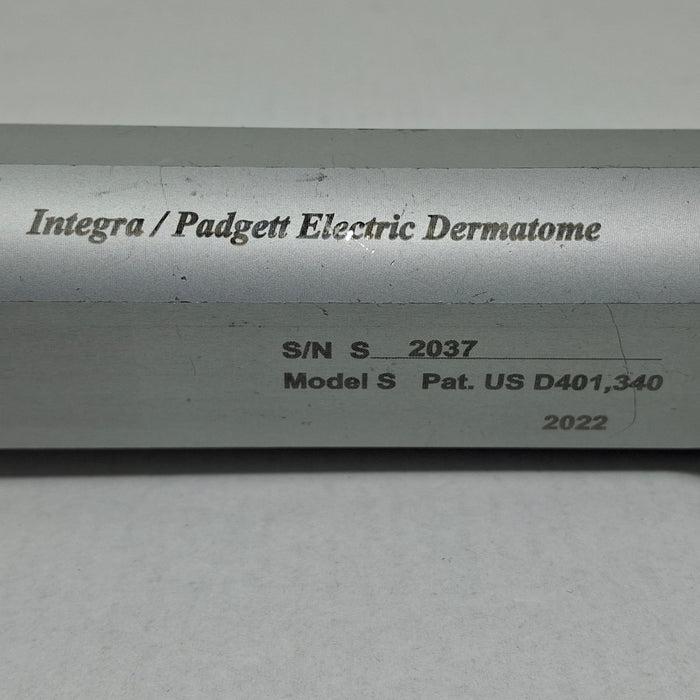 Integra / Padgett Electric Dermatome
S/N S 2037
Model S Pat. US D401,340
2022